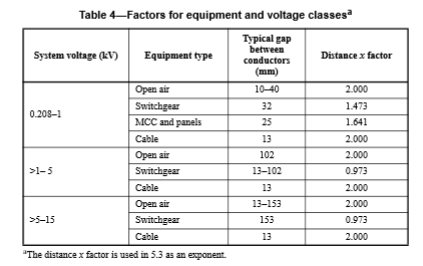 Table 4—Factors for equipment and voltage classesᵃ
System voltage (kV) Equipment type Typical gap between conductors (mm) Distance x factor
0.208–1 Open air 10–40 2.000
Switchgear 32 1.473
MCC and panels 25 1.641
Cable 13 2.000
>1– 5 Open air 102 2.000
Switchgear 13–102 0.973
Cable 13 2.000
>5–15 Open air 13–153 2.000
Switchgear 153 0.973
Cable 13 2.000
ᵃThe distance x factor is used in 5.3 as an exponent.